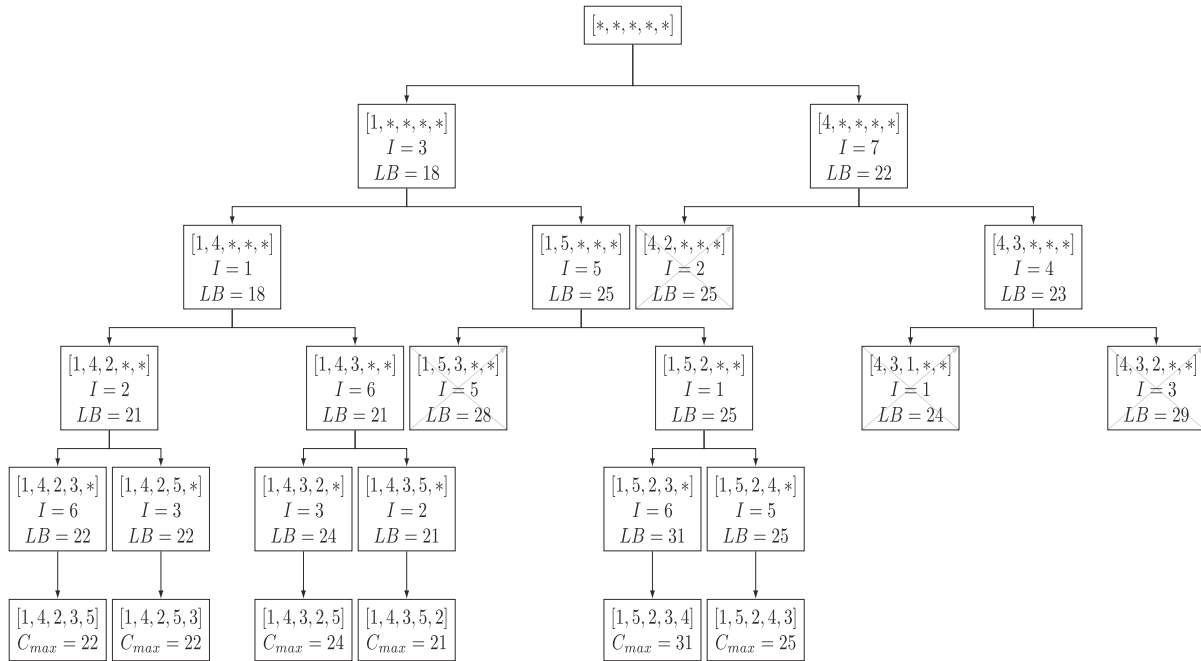 [*, *, *, *, *]
[1, *, *, *, *]
I = 3
LB = 18
[4, *, *, *, *]
I = 7
LB = 22
[1, 4, *, *, *]
I = 1
LB = 18
[1, 5, *, *, *]
I = 5
LB = 25
[4, 2, *, *, *]
I = 2
LB = 25
[4, 3, *, *, *]
I = 4
LB = 23
[1, 4, 2, *, *]
I = 2
LB = 21
[1, 4, 3, *, *]
I = 6
LB = 21
[1, 5, 3, *, *]
I = 5
LB = 28
[1, 5, 2, *, *]
I = 1
LB = 25
[4, 3, 1, *, *]
I = 1
LB = 24
[4, 3, 2, *, *]
I = 3
LB = 29
[1, 4, 2, 3, *]
I = 6
LB = 22
[1, 4, 2, 5, *]
I = 3
LB = 22
[1, 4, 3, 2, *]
I = 3
LB = 24
[1, 4, 3, 5, *]
I = 2
LB = 21
[1, 5, 2, 3, *]
I = 6
LB = 31
[1, 5, 2, 4, *]
I = 5
LB = 25
[1, 4, 2, 3, 5]
Cmax = 22
[1, 4, 2, 5, 3]
Cmax = 22
[1, 4, 3, 2, 5]
Cmax = 24
[1, 4, 3, 5, 2]
Cmax = 21
[1, 5, 2, 3, 4]
Cmax = 31
[1, 5, 2, 4, 3]
Cmax = 25